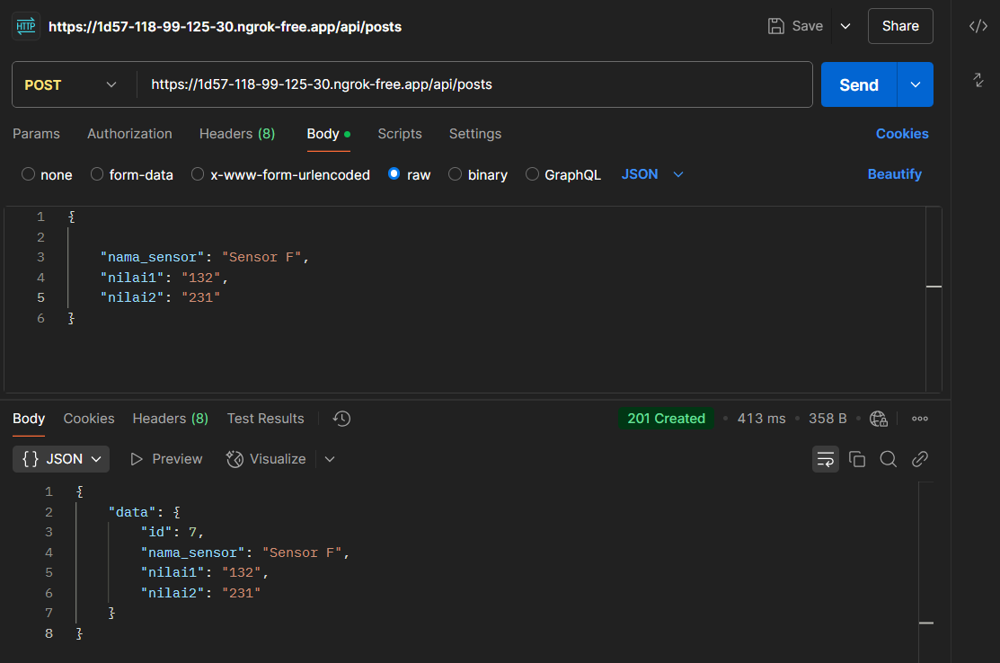 HTTP https://1d57-118-99-125-30.ngrok-free.app/api/posts Save Share
POST https://1d57-118-99-125-30.ngrok-free.app/api/posts Send
Params Authorization Headers (8) Body Scripts Settings Cookies
none form-data x-www-form-urlencoded raw binary GraphQL JSON Beautify
1 {
2
3 "nama_sensor": "Sensor F",
4 "nilai1": "132",
5 "nilai2": "231"
6 }
Body Cookies Headers (8) Test Results 201 Created 413 ms 358 B
{} JSON Preview Visualize
1 {
2 "data": {
3 "id": 7,
4 "nama_sensor": "Sensor F",
5 "nilai1": "132",
6 "nilai2": "231"
7 }
8 }